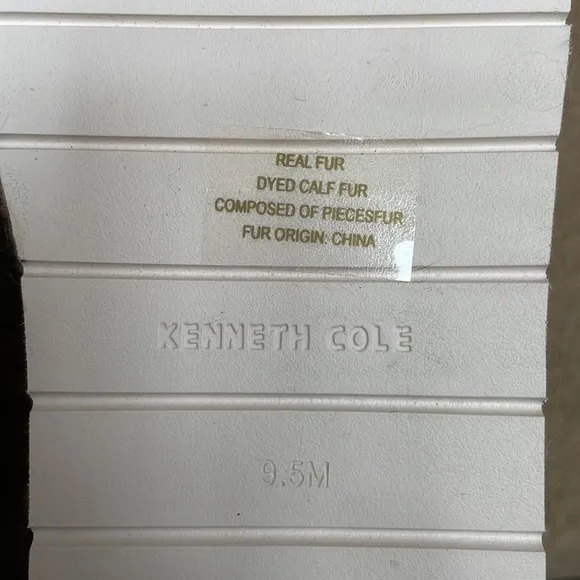 REAL FUR
DYED CALF FUR
COMPOSED OF PIECESFUR
FUR ORIGIN: CHINA
KENNETH COLE
9.5M